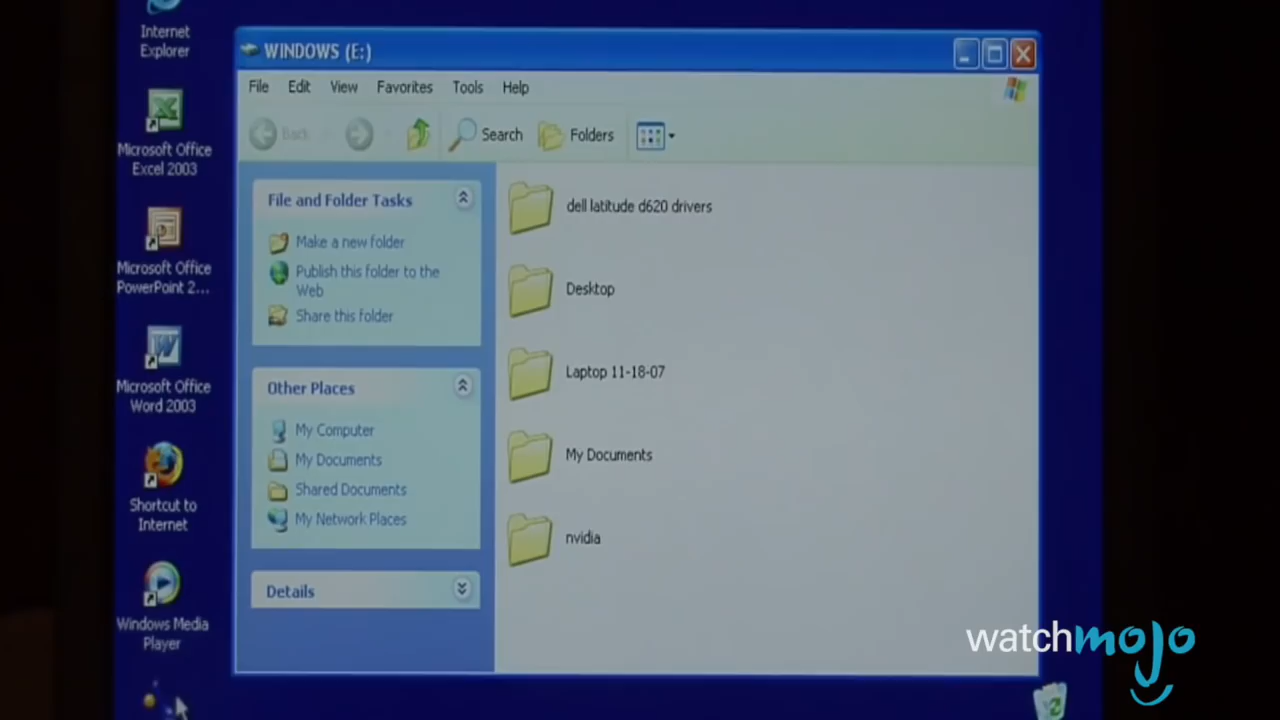 Internet
Explorer
Microsoft Office
Excel 2003
Microsoft Office
PowerPoint 2...
Microsoft Office
Word 2003
Shortcut to
Internet
Windows Media
Player
WINDOWS (E:)
File Edit View Favorites Tools Help
Back Search Folders
File and Folder Tasks
Make a new folder
Publish this folder to the
Web
Share this folder
Other Places
My Computer
My Documents
Shared Documents
My Network Places
Details
dell latitude d620 drivers
Desktop
Laptop 11-18-07
My Documents
nvidia
watchmojo